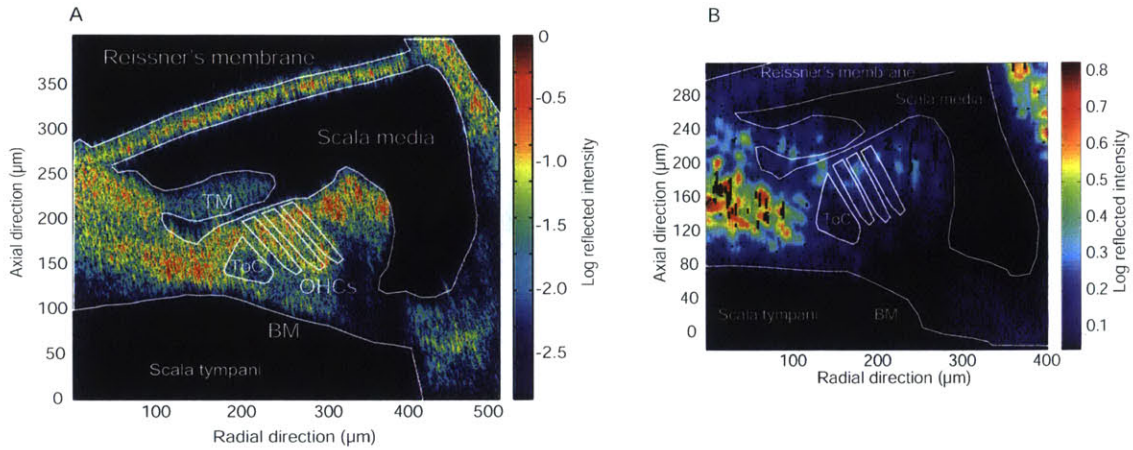 A
Reissner's membrane
Scala media
TM
ToC
OHCs
BM
Scala tympani
Axial direction (µm)
350
300
250
200
150
100
50
0
100
200
300
400
500
Radial direction (µm)
0
-0.5
-1.0
-1.5
-2.0
-2.5
Log reflected intensity
B
Reissner's membrane
Scala media
2
ToC
Scala tympani
BM
Axial direction (µm)
280
240
200
160
120
80
40
0
100
200
300
400
Radial direction (µm)
0.8
0.7
0.6
0.5
0.4
0.3
0.2
0.1
Log reflected intensity